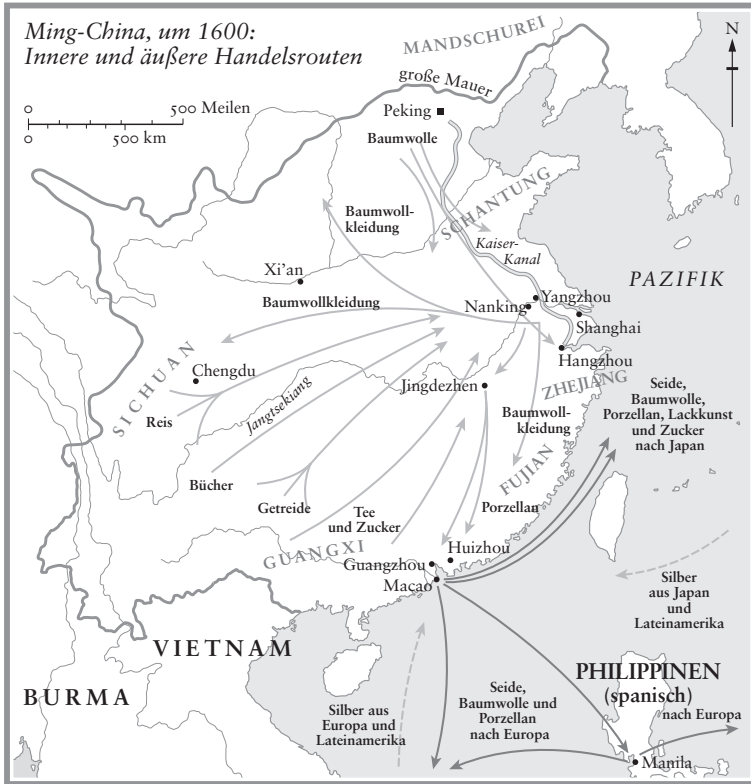 Ming-China, um 1600:
Innere und äußere Handelsrouten
MANDSCHUREI
N
große Mauer
0 500 Meilen
0 500 km
Peking
Baumwolle
SCHANTUNG
Baumwoll-
kleidung
Kaiser-
Kanal
Xi'an
PAZIFIK
Baumwollkleidung
Nanking
Yangzhou
Shanghai
Hangzhou
SICHUAN
Chengdu
Jingdezhen
ZHEJIANG
Seide,
Baumwolle,
Porzellan, Lackkunst
und Zucker
nach Japan
Jangtsekiang
Reis
Baumwoll-
kleidung
FUJIAN
Bücher
Getreide
Tee
und Zucker
Porzellan
GUANGXI
Huizhou
Guangzhou
Maçao
Silber
aus Japan
und
Lateinamerika
VIETNAM
BURMA
PHILIPPINEN
(spanisch)
Silber aus
Europa und
Lateinamerika
Seide,
Baumwolle und
Porzellan
nach Europa
nach Europa
Manila